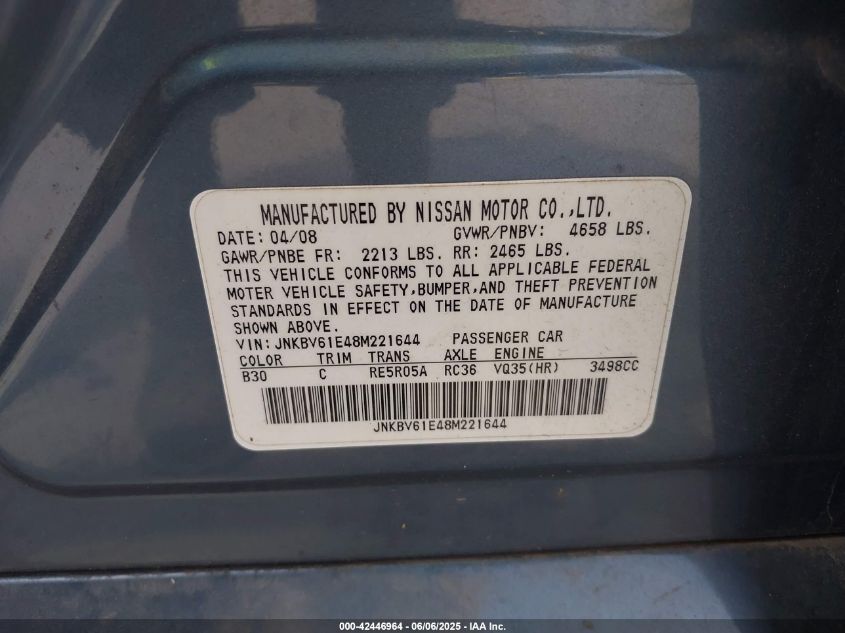 MANUFACTURED BY NISSAN MOTOR CO.,LTD.
DATE: 04/08 GVWR/PNBV: 4658 LBS.
GAWR/PNBE FR: 2213 LBS. RR: 2465 LBS.
THIS VEHICLE CONFORMS TO ALL APPLICABLE FEDERAL
MOTER VEHICLE SAFETY,BUMPER,AND THEFT PREVENTION
STANDARDS IN EFFECT ON THE DATE OF MANUFACTURE
SHOWN ABOVE.
VIN: JNKBV61E48M221644 PASSENGER CAR
COLOR TRIM TRANS AXLE ENGINE
B30 C RE5R05A RC36 VQ35(HR) 3498CC
JNKBV61E48M221644
000-42446964 / 06/06/2025 - IAA Inc.